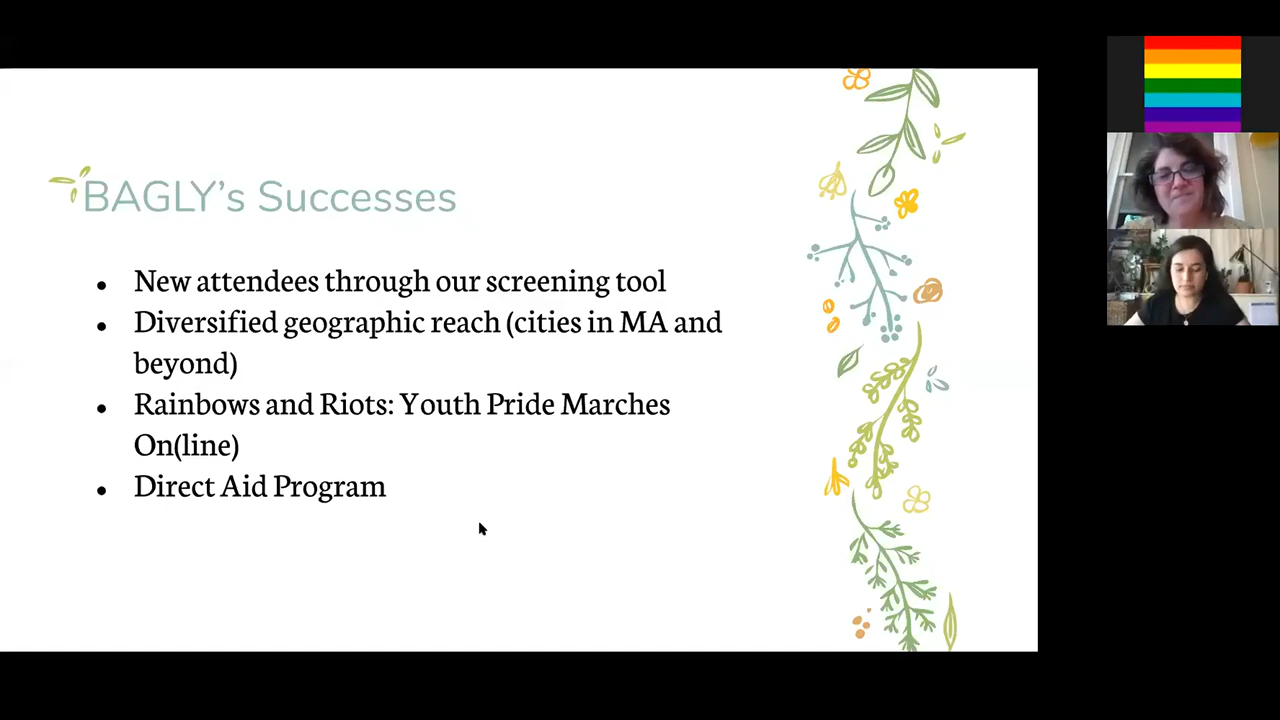 BAGLY’s Successes
● New attendees through our screening tool
● Diversified geographic reach (cities in MA and
beyond)
● Rainbows and Riots: Youth Pride Marches
On(line)
● Direct Aid Program